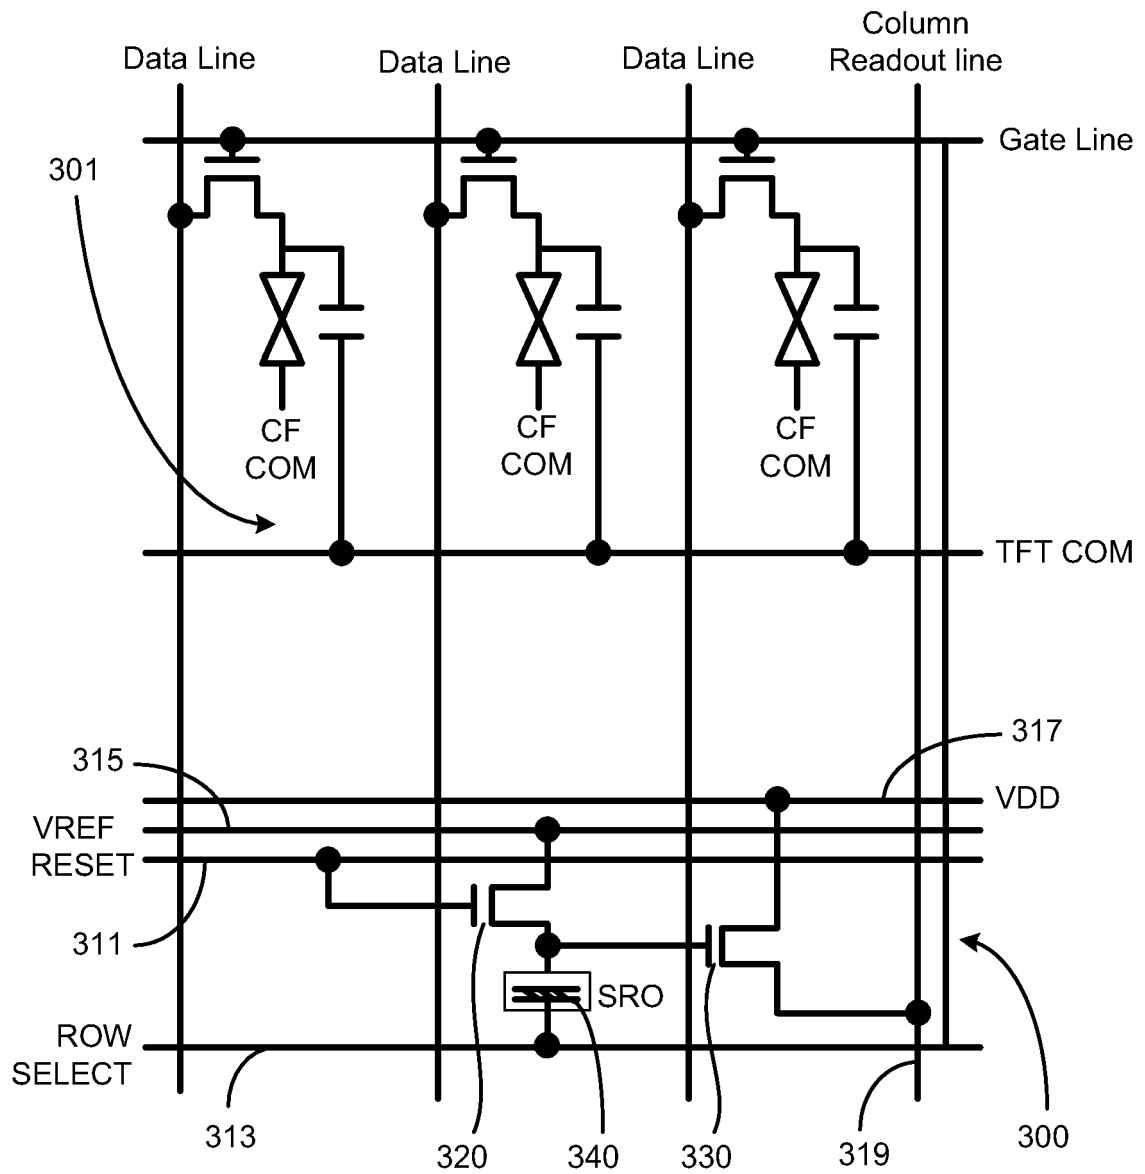 Column
Readout line
Data Line
Data Line
Data Line
Gate Line
301
CF
COM
CF
COM
CF
COM
TFT COM
317
315
VDD
VREF
RESET
311
SRO
ROW
SELECT
313
320
340
330
319
300